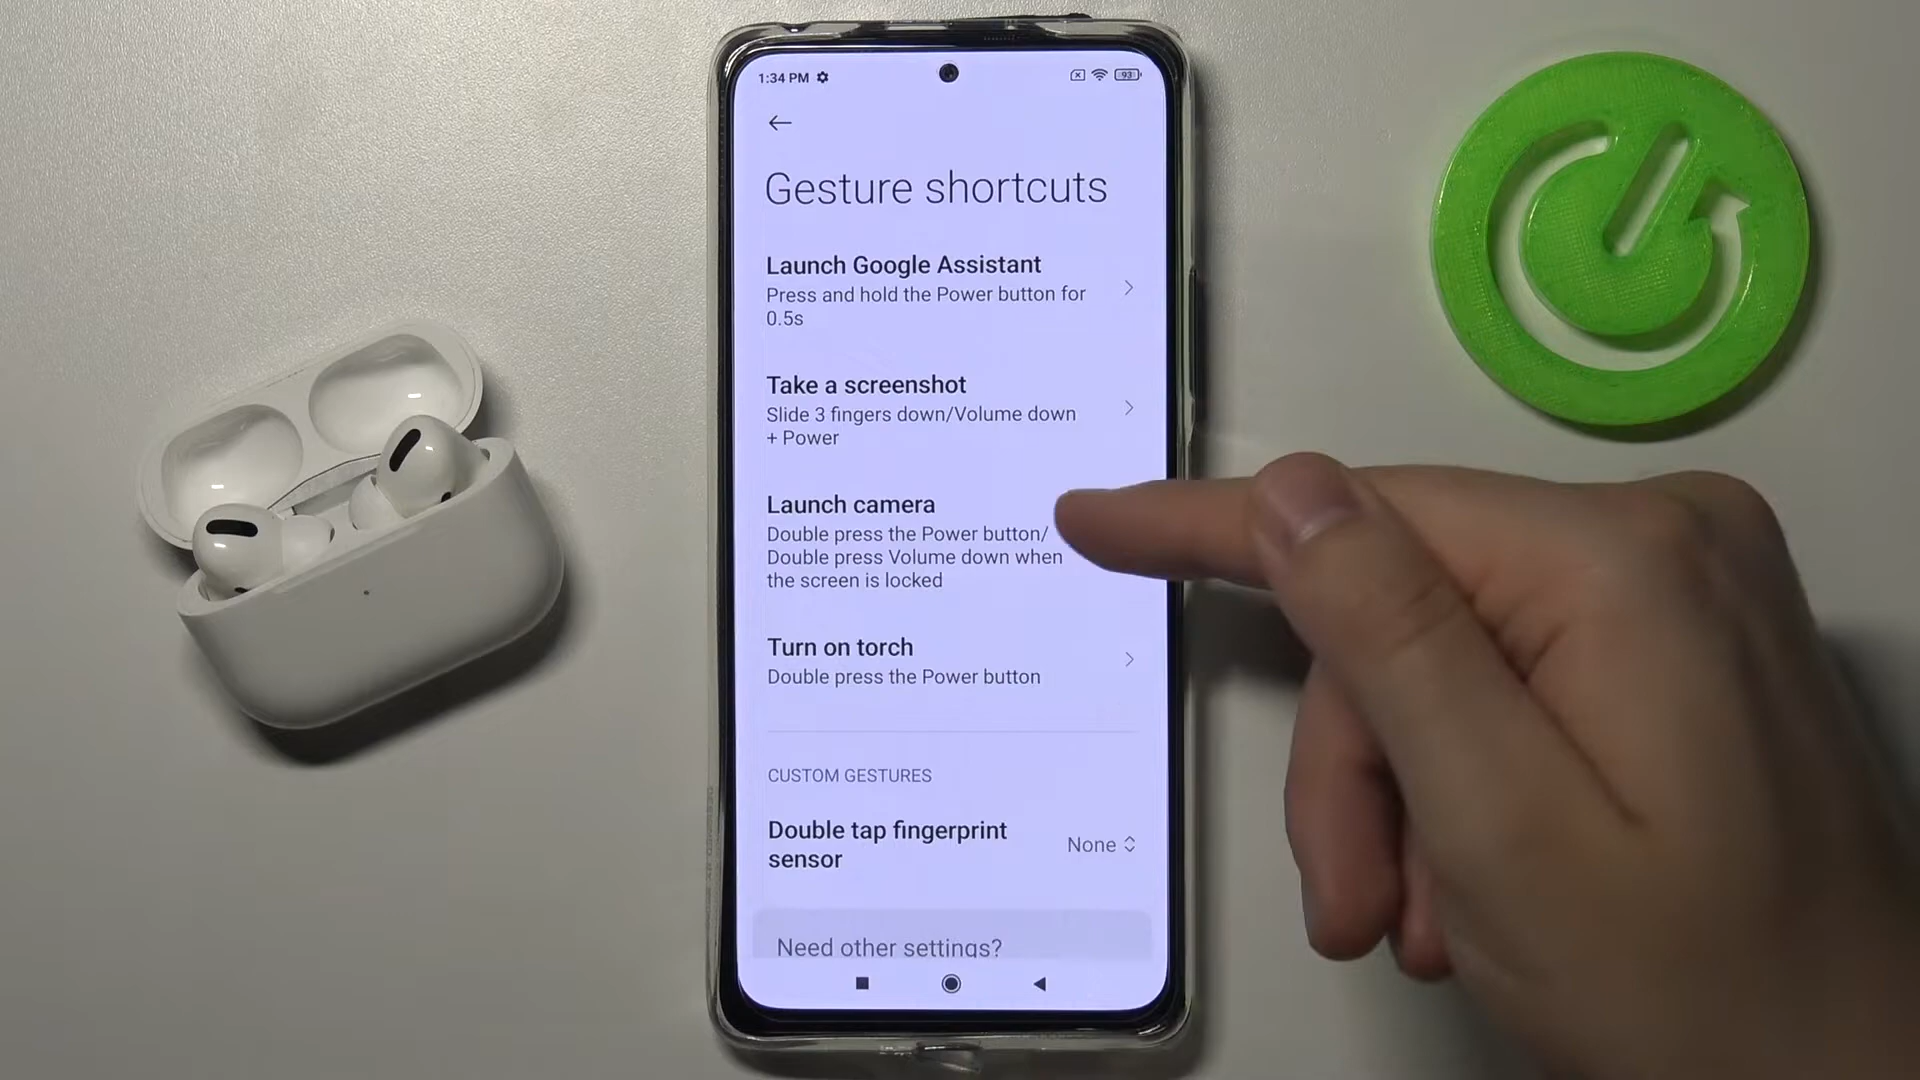 1:34 PM
93
Gesture shortcuts
Launch Google Assistant
Press and hold the Power button for
0.5s
Take a screenshot
Slide 3 fingers down/Volume down
+ Power
Launch camera
Double press the Power button/
Double press Volume down when
the screen is locked
Turn on torch
Double press the Power button
CUSTOM GESTURES
Double tap fingerprint
sensor
None
Need other settings?